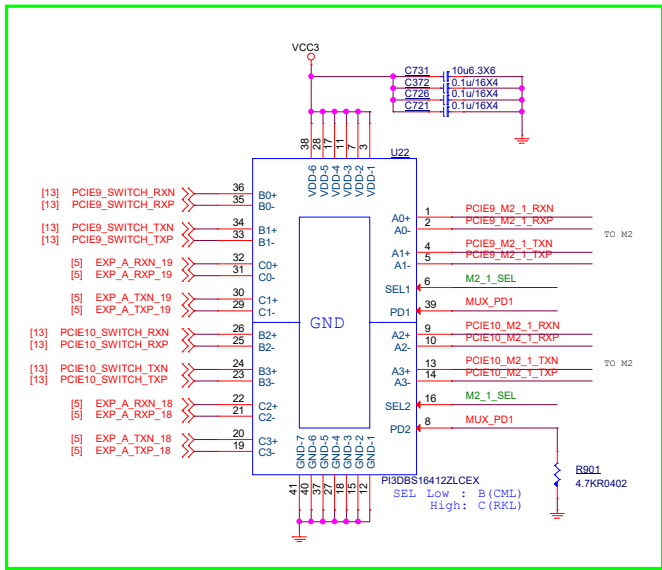 VCC3
C731 10u6.3X6
C372 0.1u/16X4
C726 0.1u/16X4
C721 0.1u/16X4
38 28 17 11 7 3
U22
VDD-6 VDD-5 VDD-4 VDD-3 VDD-2 VDD-1
[13] PCIE9_SWITCH_RXN 36 B0+
[13] PCIE9_SWITCH_RXP 35 B0-
A0+ 1 PCIE9_M2_1_RXN
A0- 2 PCIE9_M2_1_RXP
TO M2
[13] PCIE9_SWITCH_TXN 34 B1+
[13] PCIE9_SWITCH_TXP 33 B1-
A1+ 4 PCIE9_M2_1_TXN
A1- 5 PCIE9_M2_1_TXP
[5] EXP_A_RXN_19 32 C0+
[5] EXP_A_RXP_19 31 C0-
SEL1 6 M2_1_SEL
[5] EXP_A_TXN_19 30 C1+
[5] EXP_A_TXP_19 29 C1-
PD1 39 MUX_PD1
GND
[13] PCIE10_SWITCH_RXN 26 B2+
[13] PCIE10_SWITCH_RXP 25 B2-
A2+ 9 PCIE10_M2_1_RXN
A2- 10 PCIE10_M2_1_RXP
TO M2
[13] PCIE10_SWITCH_TXN 24 B3+
[13] PCIE10_SWITCH_TXP 23 B3-
A3+ 13 PCIE10_M2_1_TXN
A3- 14 PCIE10_M2_1_TXP
[5] EXP_A_RXN_18 22 C2+
[5] EXP_A_RXP_18 21 C2-
SEL2 16 M2_1_SEL
[5] EXP_A_TXN_18 20 C3+
[5] EXP_A_TXP_18 19 C3-
PD2 8 MUX_PD1
GND-7 GND-6 GND-5 GND-4 GND-3 GND-2 GND-1
41 40 37 27 18 15 12
R901
4.7KR0402
PI3DBS16412ZLCEX
SEL Low : B(CML)
High: C(RKL)